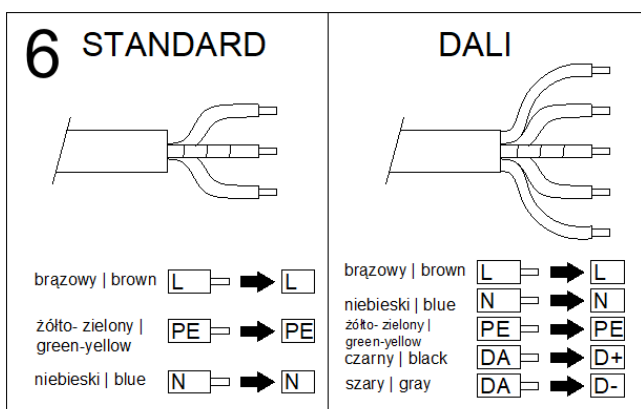 6 STANDARD
brązowy | brown L L
żółto- zielony |
green-yellow PE PE
niebieski | blue N N
DALI
brązowy | brown L L
niebieski | blue N N
żółto- zielony |
green-yellow PE PE
czarny | black DA D+
szary | gray DA D-